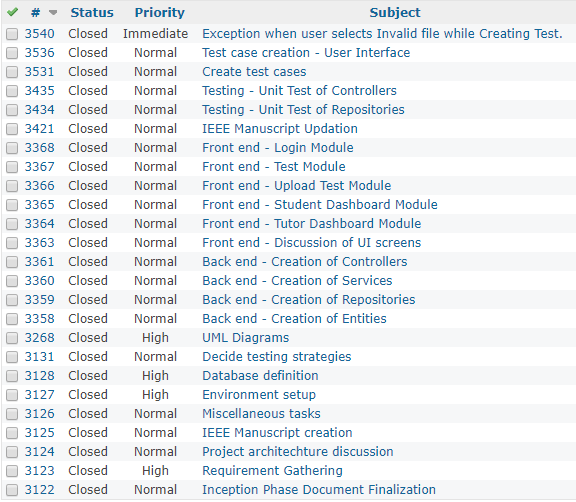 # Status Priority Subject
3540 Closed Immediate Exception when user selects Invalid file while Creating Test.
3536 Closed Normal Test case creation - User Interface
3531 Closed Normal Create test cases
3435 Closed Normal Testing - Unit Test of Controllers
3434 Closed Normal Testing - Unit Test of Repositories
3421 Closed Normal IEEE Manuscript Updation
3368 Closed Normal Front end - Login Module
3367 Closed Normal Front end - Test Module
3366 Closed Normal Front end - Upload Test Module
3365 Closed Normal Front end - Student Dashboard Module
3364 Closed Normal Front end - Tutor Dashboard Module
3363 Closed Normal Front end - Discussion of UI screens
3361 Closed Normal Back end - Creation of Controllers
3360 Closed Normal Back end - Creation of Services
3359 Closed Normal Back end - Creation of Repositories
3358 Closed Normal Back end - Creation of Entities
3268 Closed High UML Diagrams
3131 Closed Normal Decide testing strategies
3128 Closed High Database definition
3127 Closed High Environment setup
3126 Closed Normal Miscellaneous tasks
3125 Closed Normal IEEE Manuscript creation
3124 Closed Normal Project architechture discussion
3123 Closed High Requirement Gathering
3122 Closed Normal Inception Phase Document Finalization